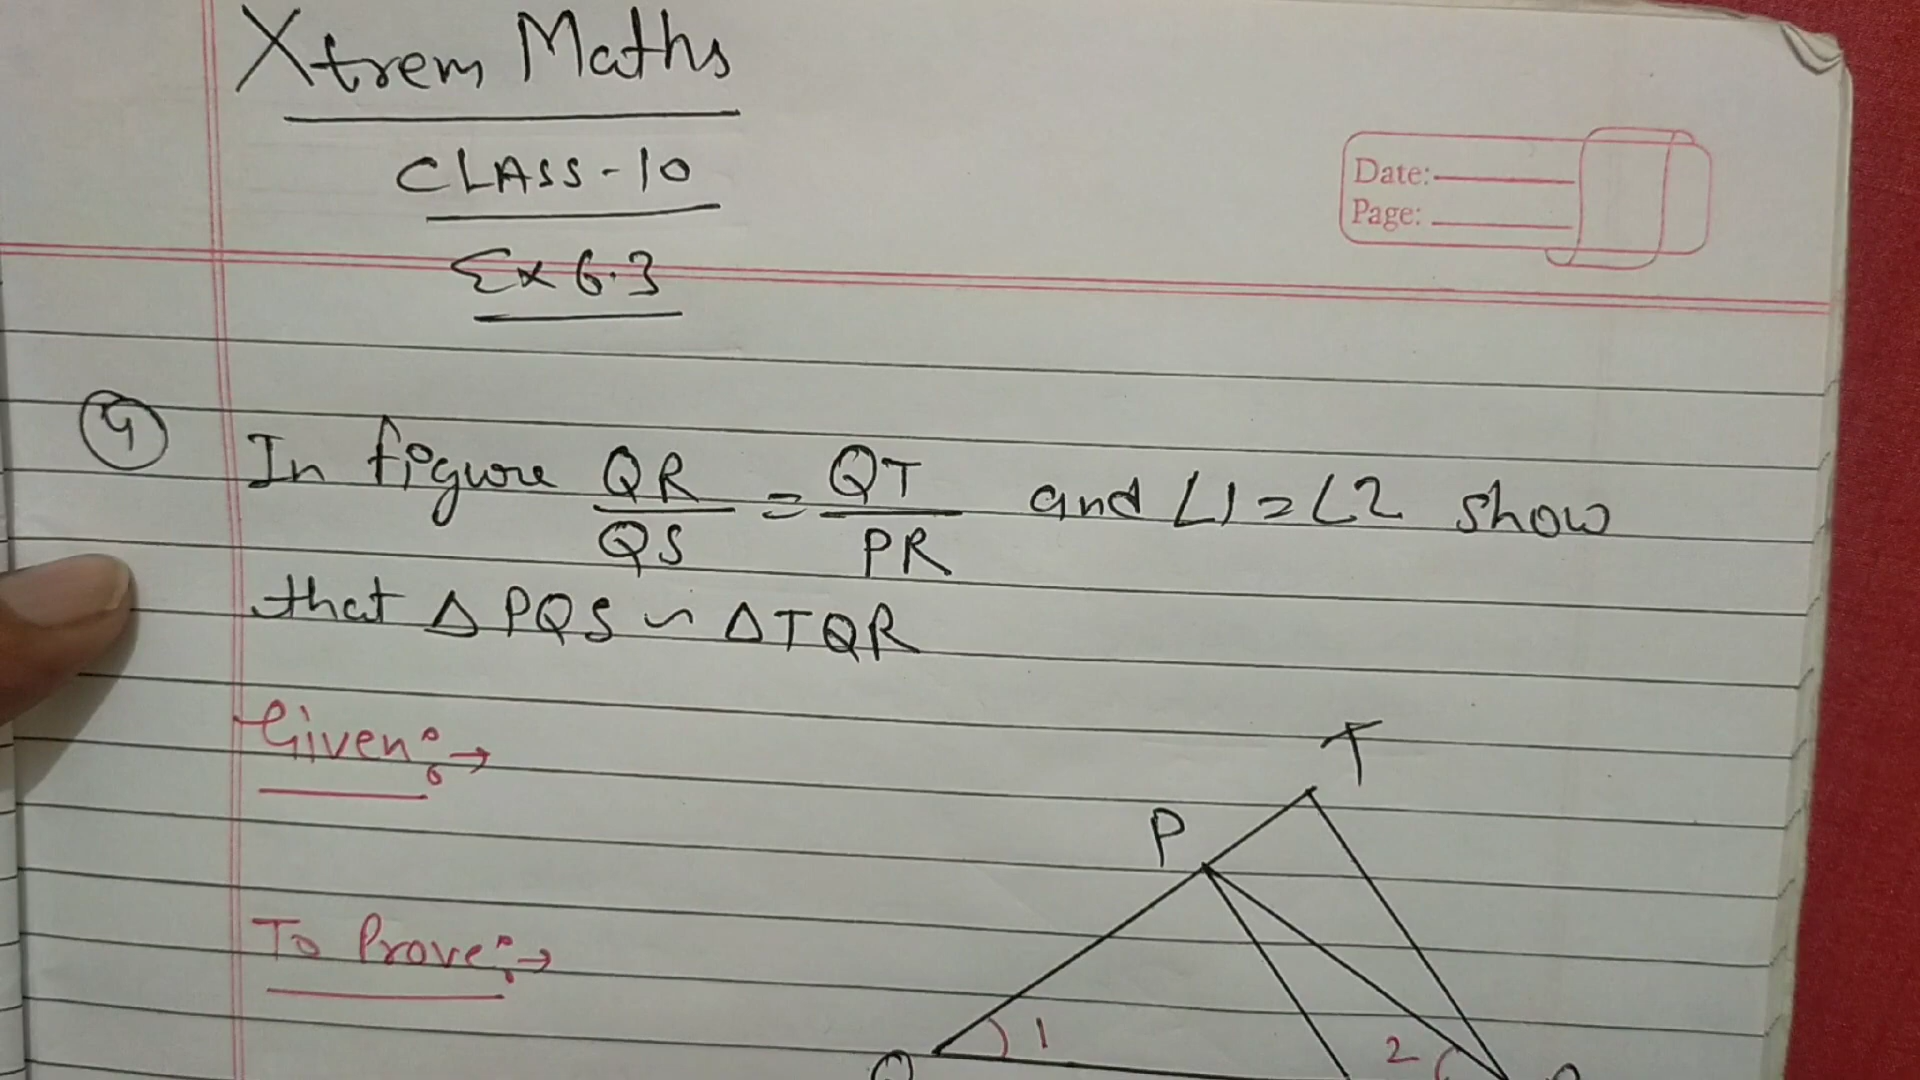 Xtrem Maths
CLASS-10
Ex 6.3
Date:
Page:
4 In figure QR/QS = QT/PR and ∠1=∠2 show
that Δ PQS ~ ΔTQR
Given:→
T
P
To Prove:→
1
2
Q